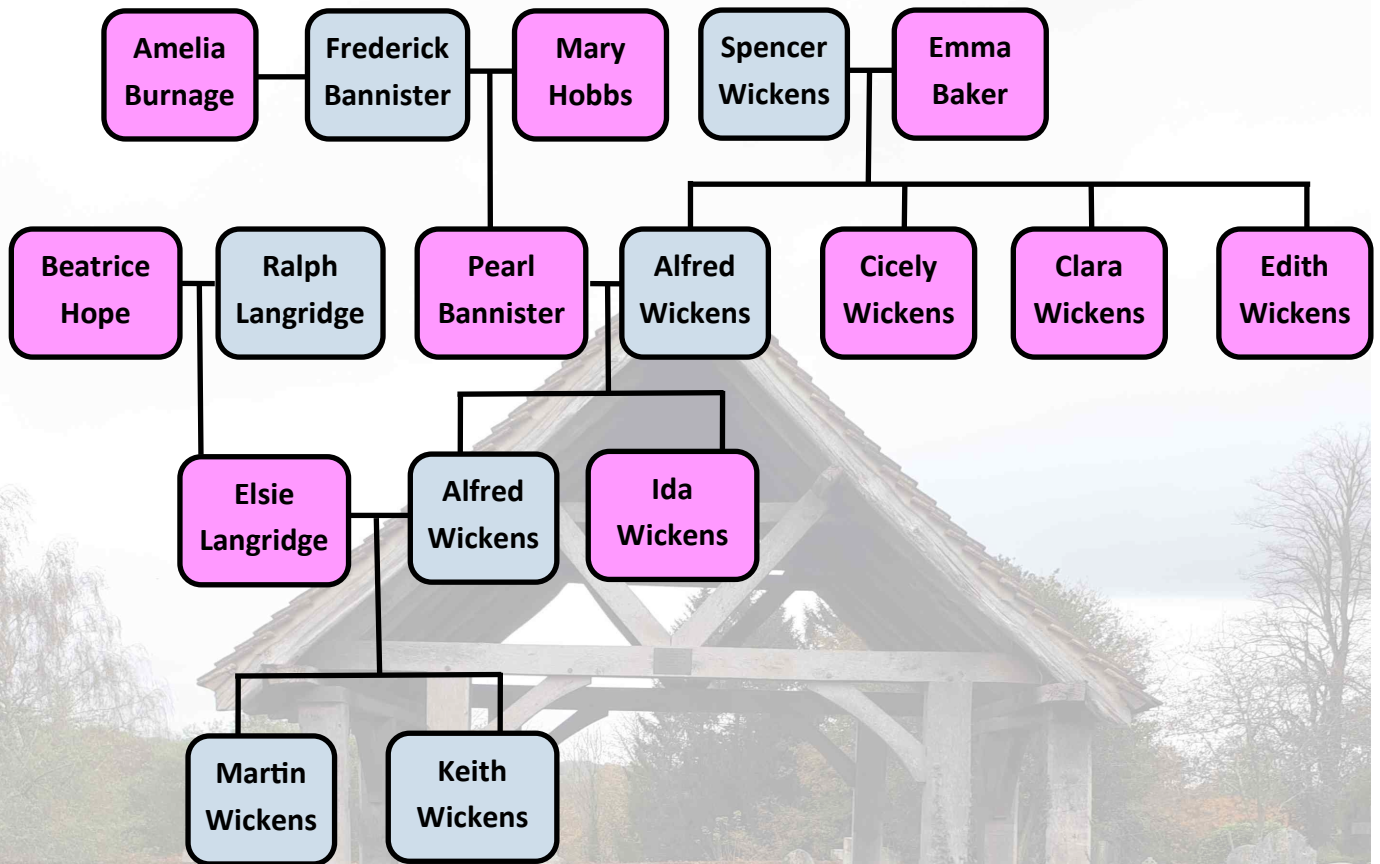 Amelia
Burnage
Frederick
Bannister
Mary
Hobbs
Spencer
Wickens
Emma
Baker
Beatrice
Hope
Ralph
Langridge
Pearl
Bannister
Alfred
Wickens
Cicely
Wickens
Clara
Wickens
Edith
Wickens
Elsie
Langridge
Alfred
Wickens
Ida
Wickens
Martin
Wickens
Keith
Wickens